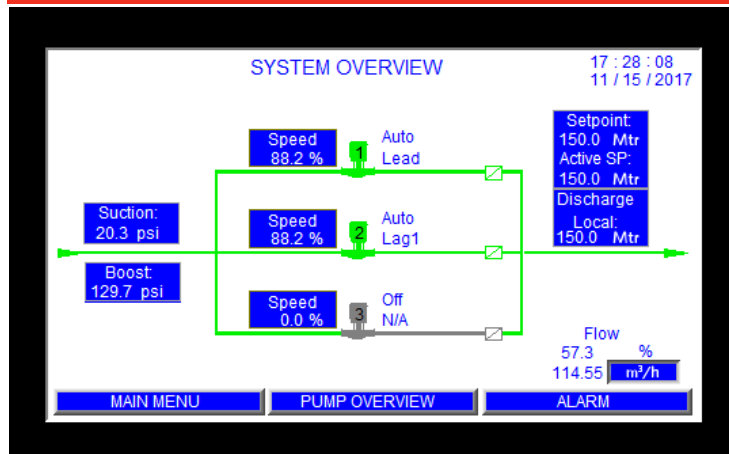 SYSTEM OVERVIEW
17 : 28 : 08
11 / 15 / 2017
Speed
88.2 %
1
Auto
Lead
Setpoint:
150.0 Mtr
Active SP:
150.0 Mtr
Discharge
Local:
150.0 Mtr
Suction:
20.3 psi
Speed
88.2 %
2
Auto
Lag1
Boost:
129.7 psi
Speed
0.0 %
3
Off
N/A
Flow
57.3 %
114.55 m³/h
MAIN MENU
PUMP OVERVIEW
ALARM